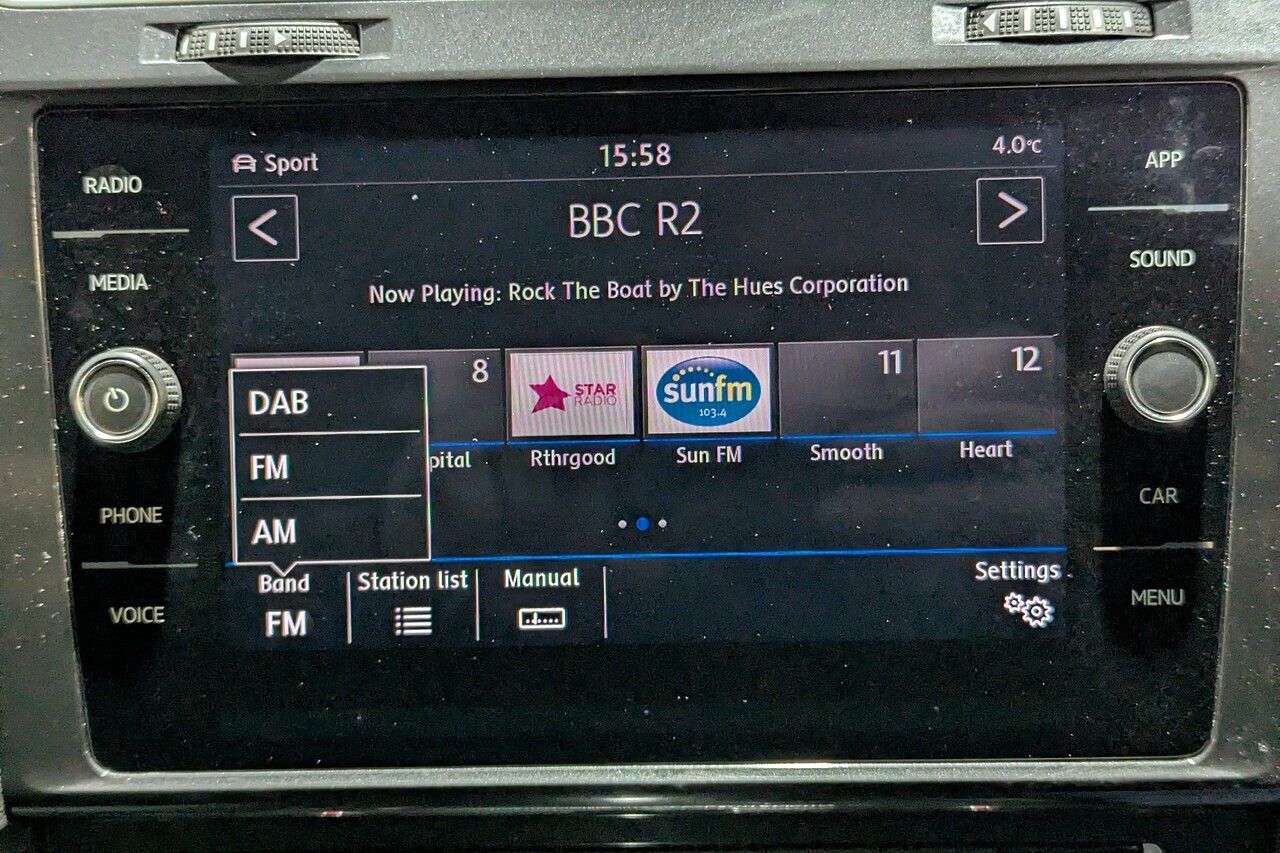 Sport
15:58
4.0°C
RADIO
APP
BBC R2
MEDIA
SOUND
Now Playing: Rock The Boat by The Hues Corporation
8
STAR
RADIO
sunfm
103.4
11
12
DAB
FM
AM
pital
Rthrgood
Sun FM
Smooth
Heart
PHONE
CAR
VOICE
MENU
Band
FM
Station list
Manual
Settings